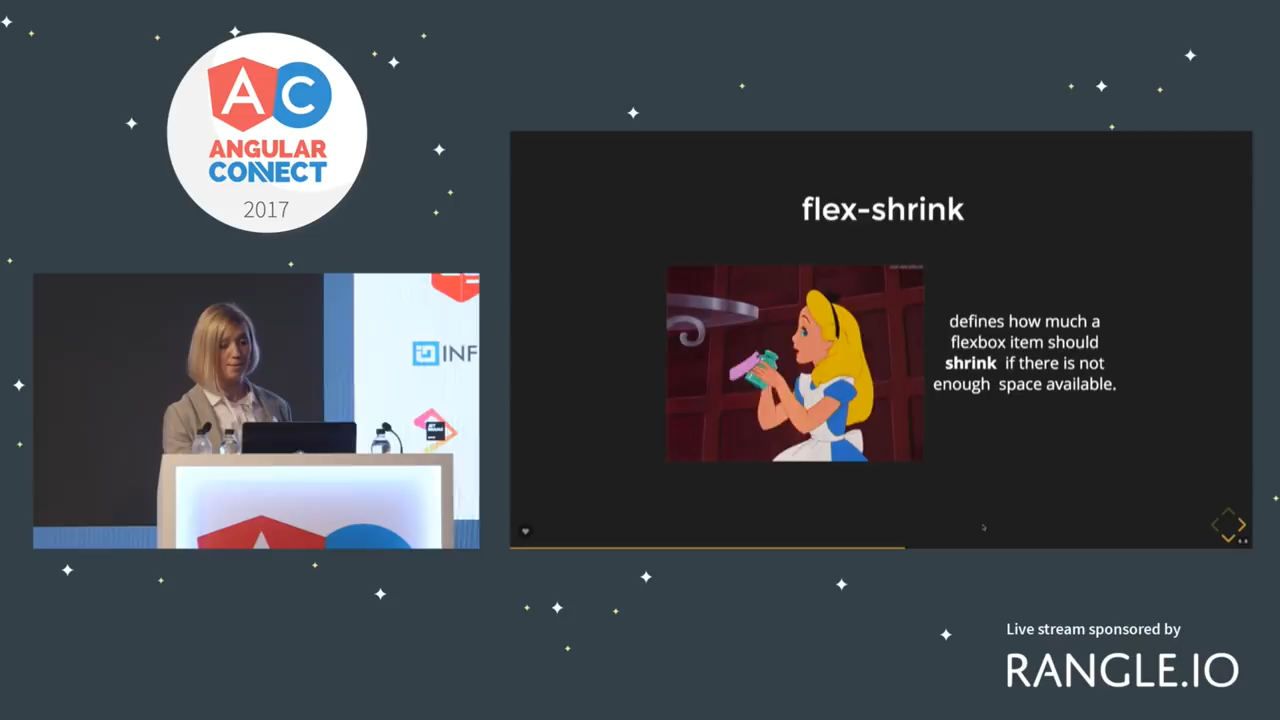 A C
ANGULAR
CONNECT
2017
INF
flex-shrink
defines how much a
flexbox item should
shrink if there is not
enough space available.
Live stream sponsored by
RANGLE.IO